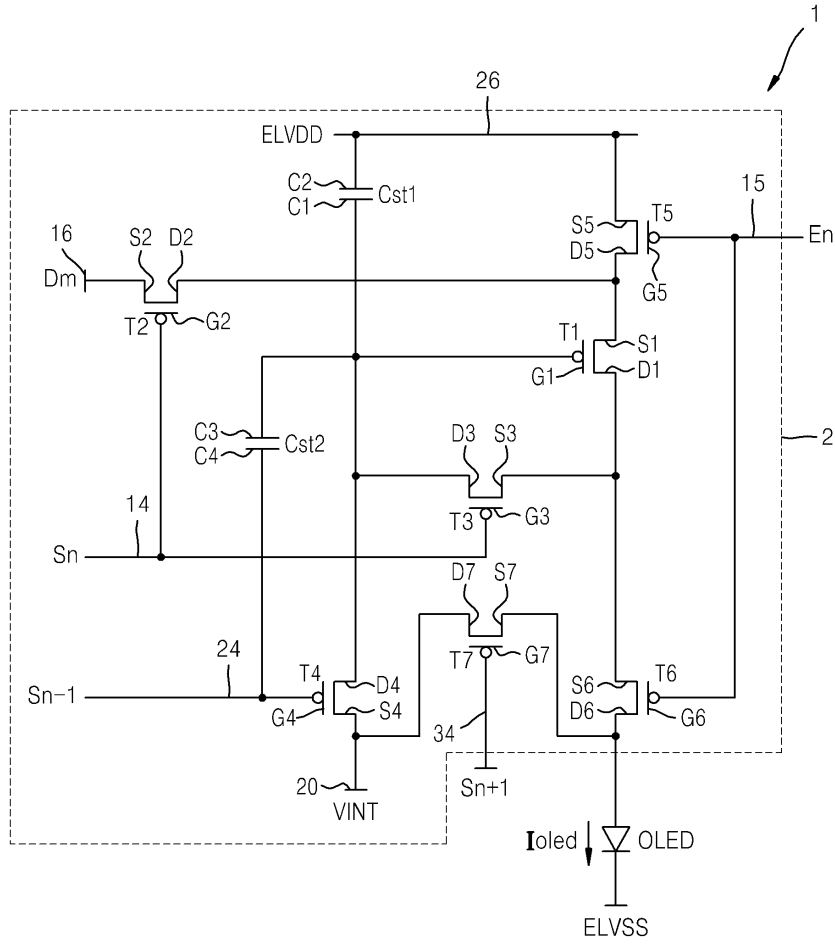 1
26
ELVDD
C2
C1
Cst1
16
S2
D2
S5
D5
T5
15
En
Dm
G5
T2
G2
T1
S1
G1
D1
C3
C4
Cst2
D3
S3
2
14
T3
G3
Sn
D7
S7
24
T4
T7
G7
T6
Sn-1
D4
S6
G4
S4
D6
G6
34
20
VINT
Sn+1
Ioled
OLED
ELVSS